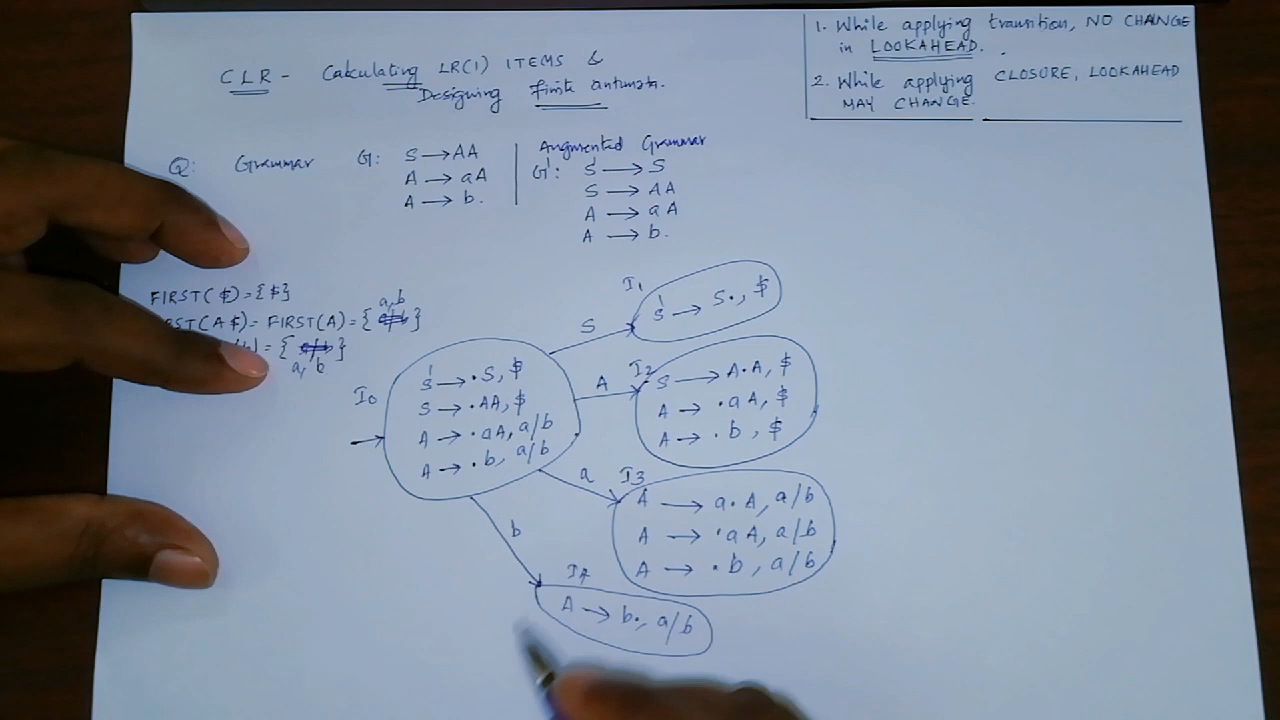 CLR - Calculating LR(1) ITEMS &
Designing finite automata.
1. While applying transition, NO CHANGE
in LOOKAHEAD.
2. While applying CLOSURE, LOOKAHEAD
MAY CHANGE.
Q: Grammar G: S → AA
A → aA
A → b.
Augmented Grammar
G': S' → S
S → AA
A → aA
A → b.
FIRST($) = {$}
a, b
RST(A$) = FIRST(A) = { }
= { }
a, b
I0
S' → ·S, $
S → ·AA, $
A → ·aA, a/b
A → ·b, a/b
S
I1
S' → S·, $
A
I2
S → A·A, $
A → ·aA, $
A → ·b, $
a
I3
A → a·A, a/b
A → ·aA, a/b
A → ·b, a/b
b
I4
A → b·, a/b